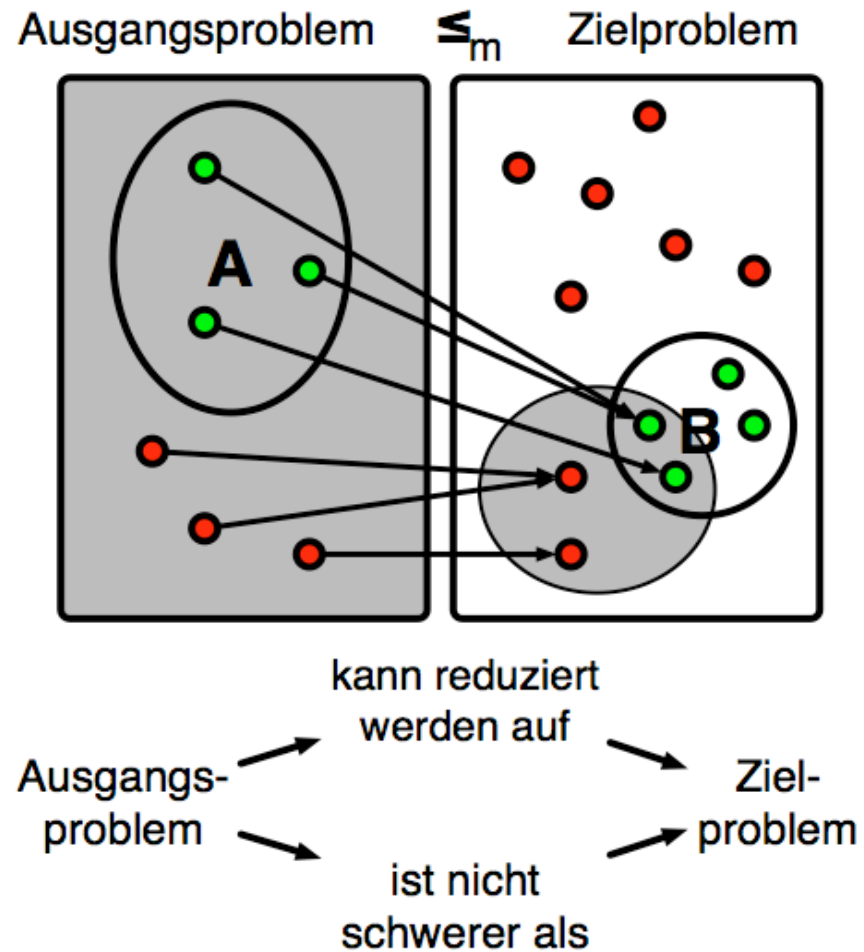 Ausgangsproblem ≤m Zielproblem
A
B
kann reduziert
werden auf
Ausgangs-
problem
Ziel-
problem
ist nicht
schwerer als